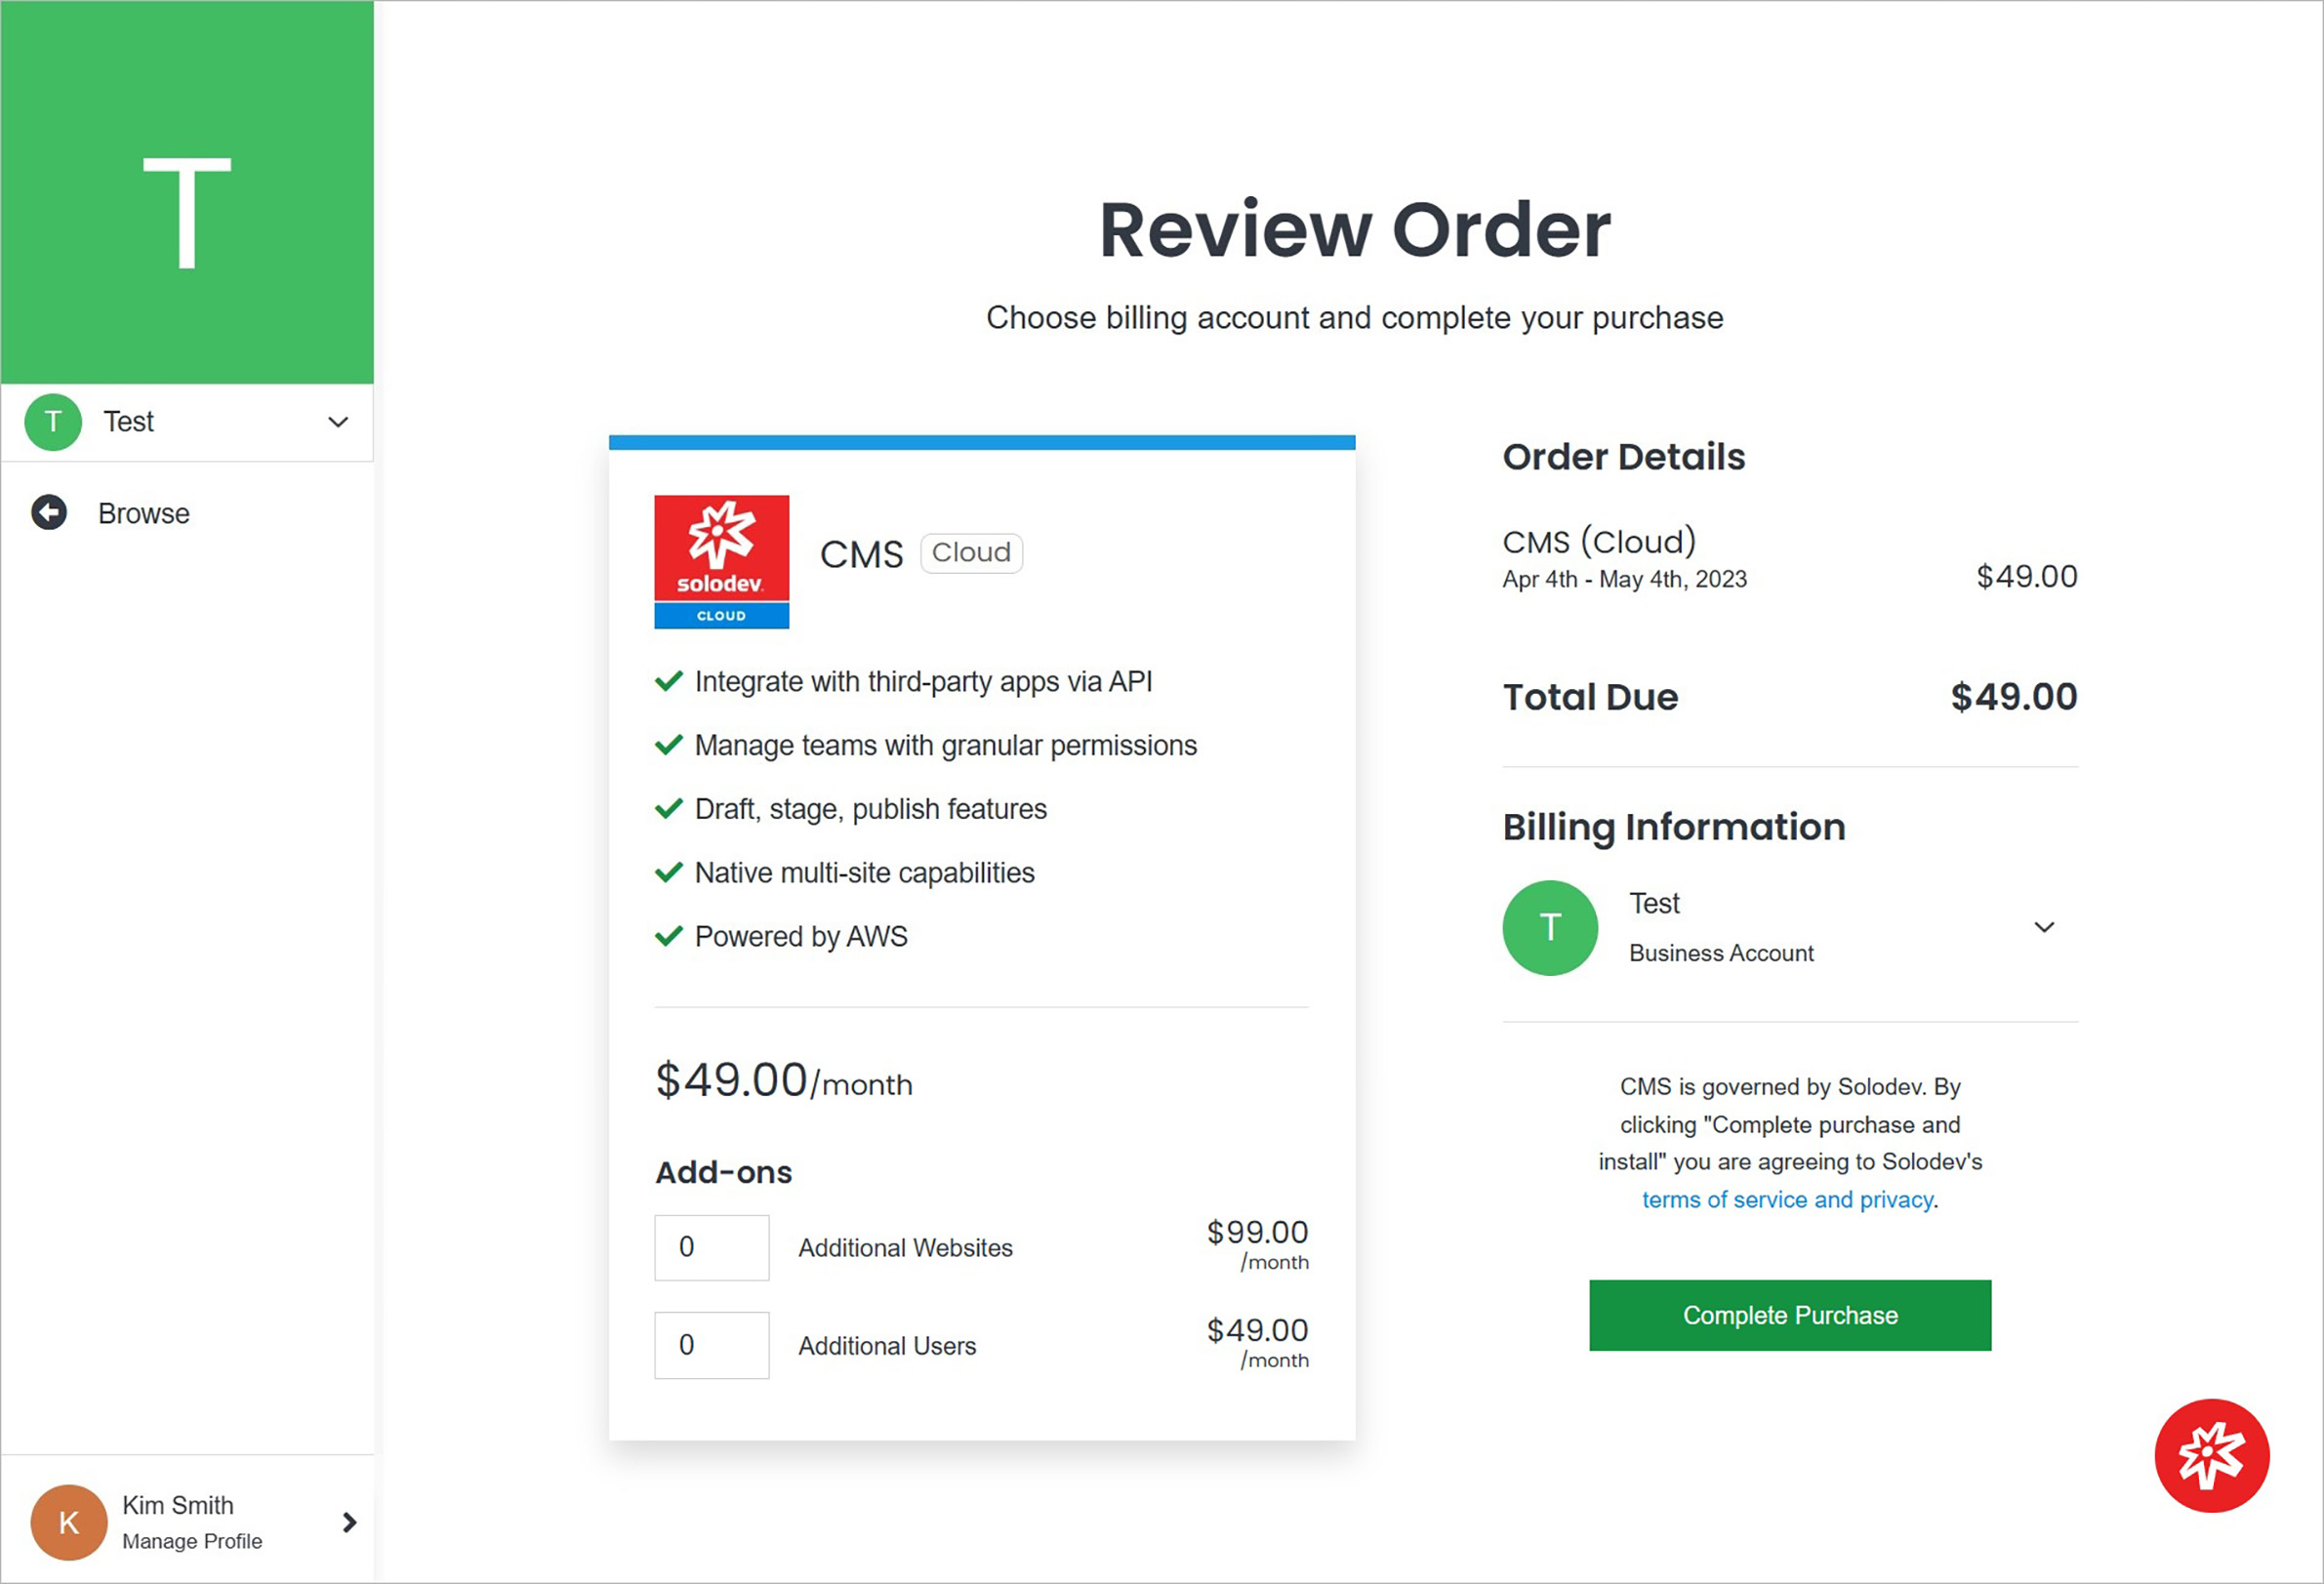 T
T Test
Browse
Review Order
Choose billing account and complete your purchase
solodev
CLOUD
CMS Cloud
Integrate with third-party apps via API
Manage teams with granular permissions
Draft, stage, publish features
Native multi-site capabilities
Powered by AWS
$49.00/month
Add-ons
0 Additional Websites $99.00
/month
0 Additional Users $49.00
/month
Order Details
CMS (Cloud)
Apr 4th - May 4th, 2023 $49.00
Total Due $49.00
Billing Information
T
Test
Business Account
CMS is governed by Solodev. By
clicking "Complete purchase and
install" you are agreeing to Solodev's
terms of service and privacy.
Complete Purchase
K
Kim Smith
Manage Profile